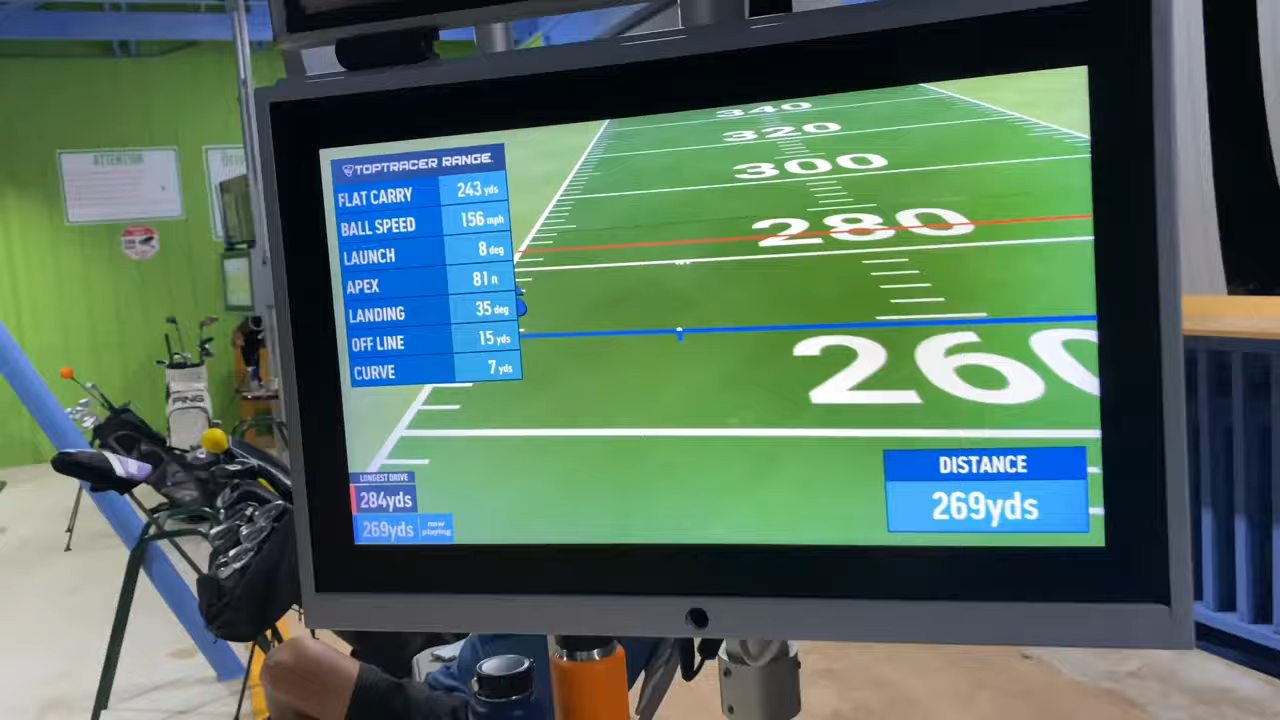 ATTENTION
340
320
300
280
260
TOPTRACER RANGE
FLAT CARRY 243 yds
BALL SPEED 156 mph
LAUNCH 8 deg
APEX 81 ft
LANDING 35 deg
OFF LINE 15 yds
CURVE 7 yds
LONGEST DRIVE
284yds
269yds now playing
DISTANCE
269yds
PING